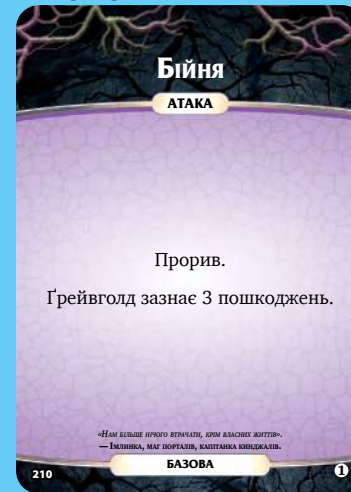 Бійня
АТАКА
Прорив.
Ґрейвголд зазнає 3 пошкоджень.
«Нам більше нічого втрачати, крім власних життів».
— Імлинка, маг порталів, капітанка кинджалів.
БАЗОВА
210
1